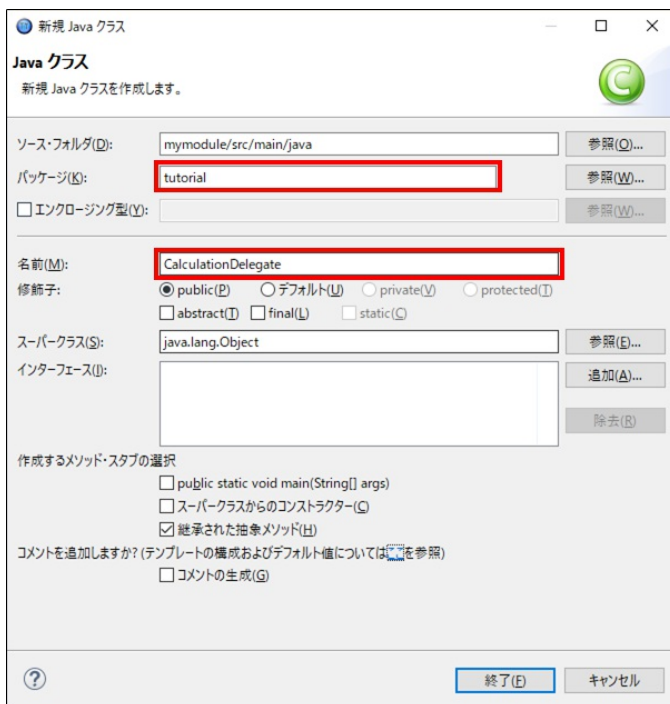 新規 Java クラス
Java クラス
新規 Java クラスを作成します。
ソース・フォルダ(D): mymodule/src/main/java 参照(O)...
パッケージ(K): tutorial 参照(W)...
エンクロージング型(Y): 参照(W)...
名前(M): CalculationDelegate
修飾子: public(P) デフォルト(U) private(V) protected(T)
abstract(T) final(L) static(C)
スーパークラス(S): java.lang.Object 参照(E)...
インターフェース(I): 追加(A)...
除去(R)
作成するメソッド・スタブの選択
public static void main(String[] args)
スーパークラスからのコンストラクター(C)
継承された抽象メソッド(H)
コメントを追加しますか? (テンプレートの構成およびデフォルト値についてはここを参照)
コメントの生成(G)
終了(F) キャンセル